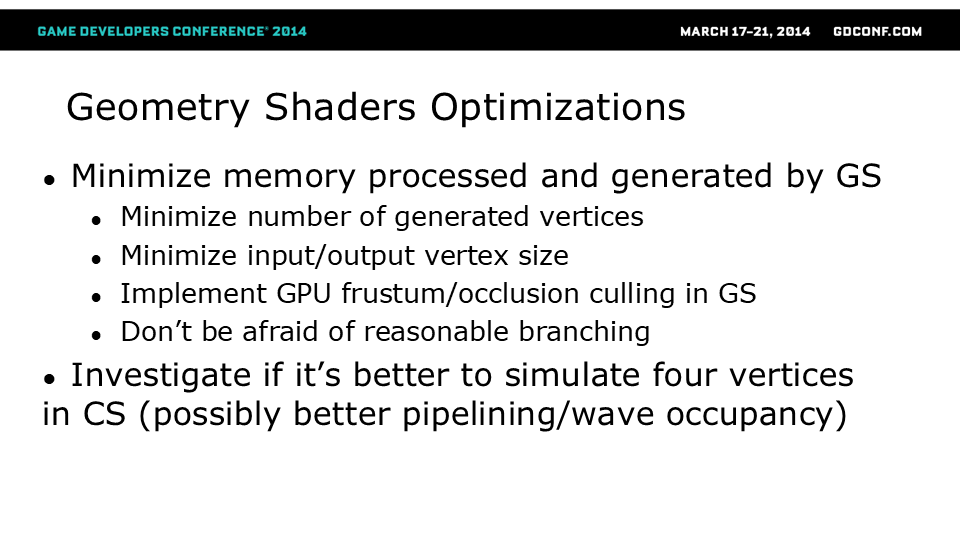 GAME DEVELOPERS CONFERENCE® 2014
MARCH 17–21, 2014 GDCONF.COM
Geometry Shaders Optimizations
● Minimize memory processed and generated by GS
● Minimize number of generated vertices
● Minimize input/output vertex size
● Implement GPU frustum/occlusion culling in GS
● Don’t be afraid of reasonable branching
● Investigate if it’s better to simulate four vertices
in CS (possibly better pipelining/wave occupancy)